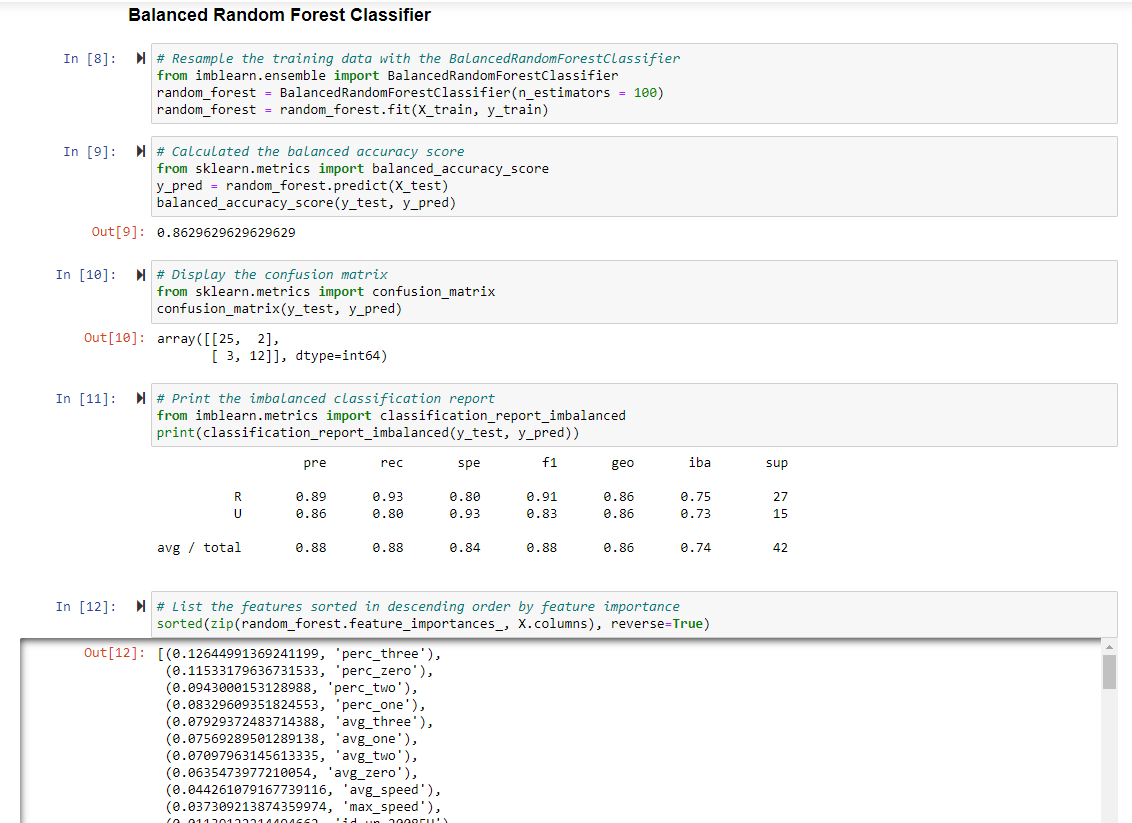 Balanced Random Forest Classifier
In [8]:
# Resample the training data with the BalancedRandomForestClassifier
from imblearn.ensemble import BalancedRandomForestClassifier
random_forest = BalancedRandomForestClassifier(n_estimators = 100)
random_forest = random_forest.fit(X_train, y_train)
In [9]:
# Calculated the balanced accuracy score
from sklearn.metrics import balanced_accuracy_score
y_pred = random_forest.predict(X_test)
balanced_accuracy_score(y_test, y_pred)
Out[9]: 0.8629629629629629
In [10]:
# Display the confusion matrix
from sklearn.metrics import confusion_matrix
confusion_matrix(y_test, y_pred)
Out[10]: array([[25, 2],
[ 3, 12]], dtype=int64)
In [11]:
# Print the imbalanced classification report
from imblearn.metrics import classification_report_imbalanced
print(classification_report_imbalanced(y_test, y_pred))
pre rec spe f1 geo iba sup
R 0.89 0.93 0.80 0.91 0.86 0.75 27
U 0.86 0.80 0.93 0.83 0.86 0.73 15
avg / total 0.88 0.88 0.84 0.88 0.86 0.74 42
In [12]:
# List the features sorted in descending order by feature importance
sorted(zip(random_forest.feature_importances_, X.columns), reverse=True)
Out[12]: [(0.12644991369241199, 'perc_three'),
(0.11533179636731533, 'perc_zero'),
(0.0943000153128988, 'perc_two'),
(0.08329609351824553, 'perc_one'),
(0.07929372483714388, 'avg_three'),
(0.07569289501289138, 'avg_one'),
(0.07097963145613335, 'avg_two'),
(0.0635473977210054, 'avg_zero'),
(0.044261079167739116, 'avg_speed'),
(0.037309213874359974, 'max_speed'),